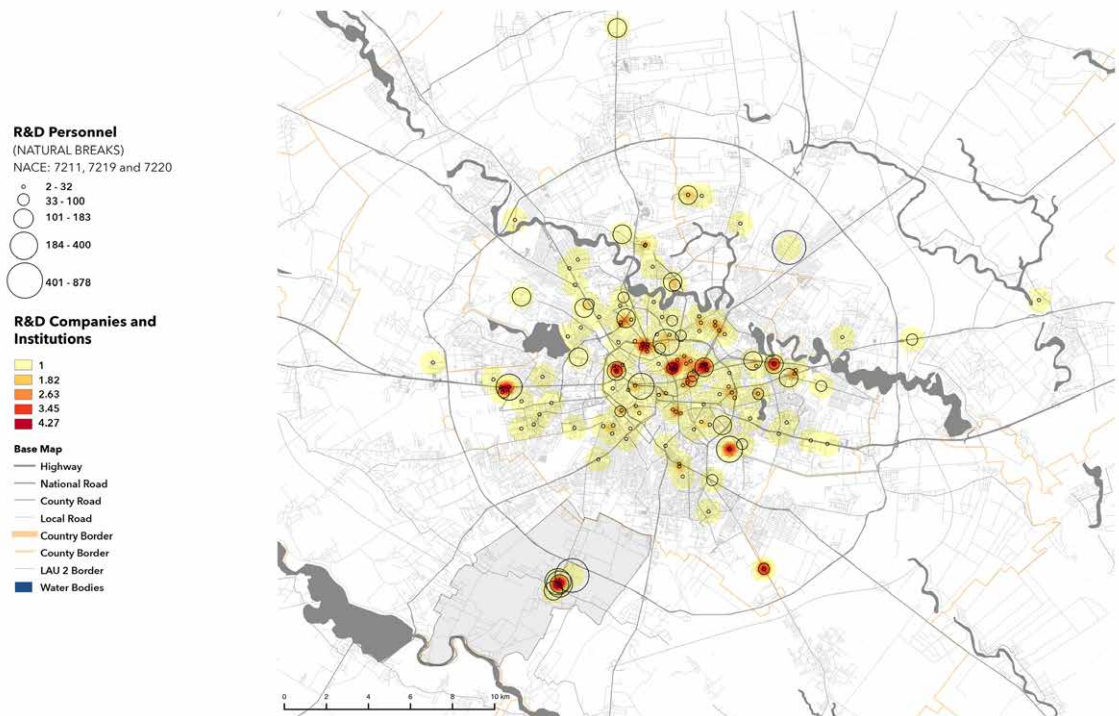 R&D Personnel
(NATURAL BREAKS)
NACE: 7211, 7219 and 7220
2 - 32
33 - 100
101 - 183
184 - 400
401 - 878
R&D Companies and
Institutions
1
1.82
2.63
3.45
4.27
Base Map
Highway
National Road
County Road
Local Road
Country Border
County Border
LAU 2 Border
Water Bodies
0 2 4 6 8 10 km